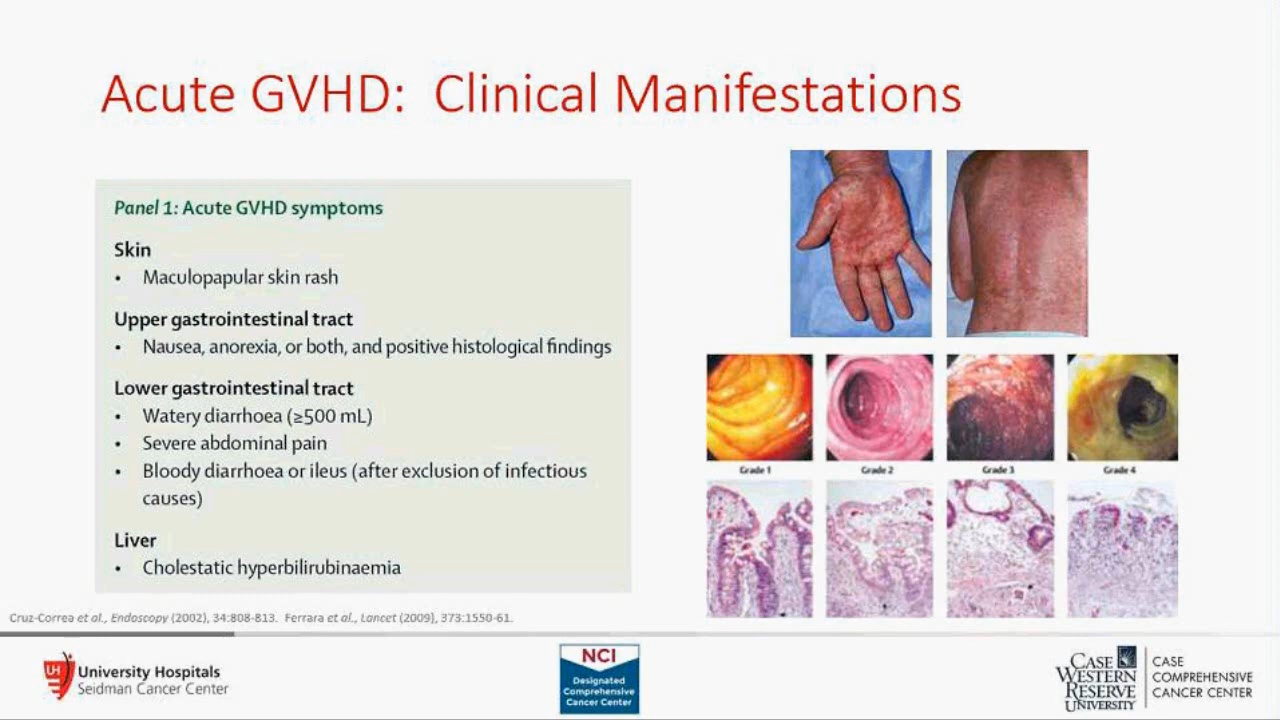 Acute GVHD: Clinical Manifestations
Panel 1: Acute GVHD symptoms
Skin
• Maculopapular skin rash
Upper gastrointestinal tract
• Nausea, anorexia, or both, and positive histological findings
Lower gastrointestinal tract
• Watery diarrhoea (≥500 mL)
• Severe abdominal pain
• Bloody diarrhoea or ileus (after exclusion of infectious
causes)
Liver
• Cholestatic hyperbilirubinaemia
Grade 1
Grade 2
Grade 3
Grade 4
Cruz-Correa et al., Endoscopy (2002), 34:808-813. Ferrara et al., Lancet (2009), 373:1550-61.
UH
University Hospitals
Seidman Cancer Center
NCI
Designated
Comprehensive
Cancer Center
CASE
WESTERN
RESERVE
UNIVERSITY
CASE
COMPREHENSIVE
CANCER CENTER